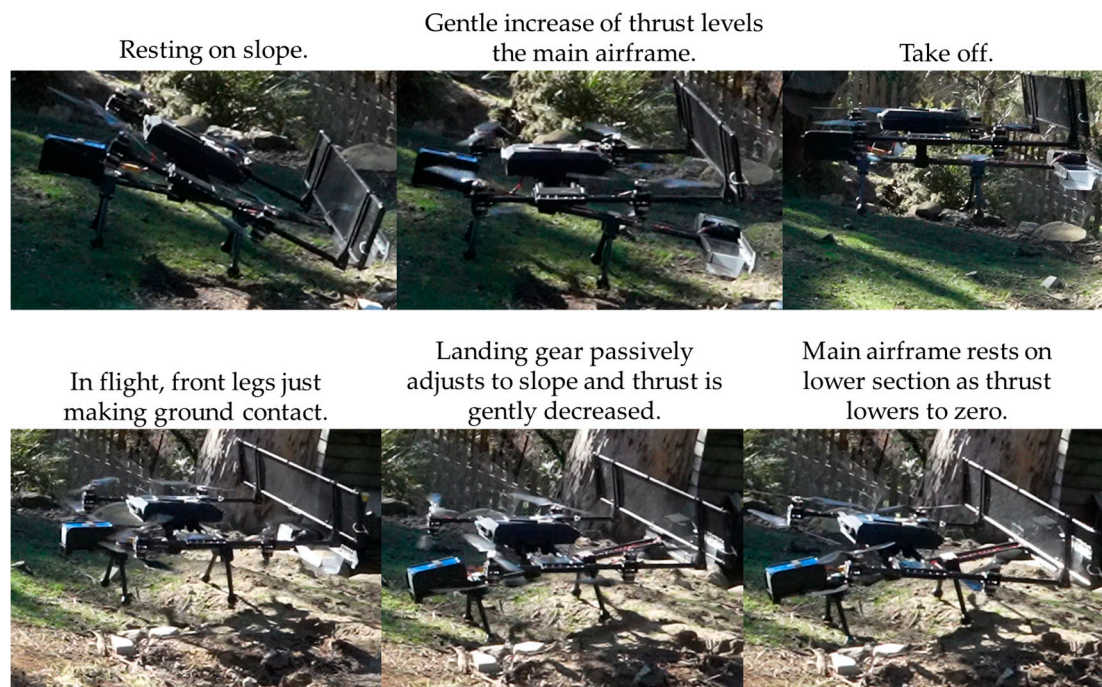 Resting on slope.
Gentle increase of thrust levels
the main airframe.
Take off.
In flight, front legs just
making ground contact.
Landing gear passively
adjusts to slope and thrust is
gently decreased.
Main airframe rests on
lower section as thrust
lowers to zero.